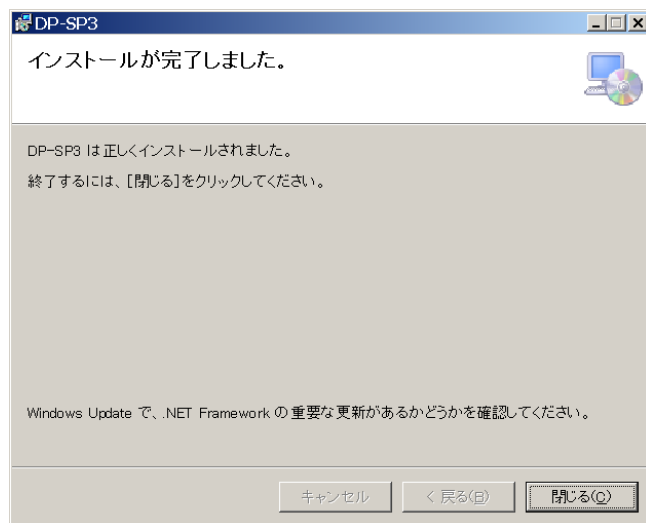 DP-SP3
インストールが完了しました。
DP-SP3 は正しくインストールされました。
終了するには、[閉じる]をクリックしてください。
Windows Update で、.NET Framework の重要な更新があるかどうかを確認してください。
キャンセル
< 戻る(B)
閉じる(C)